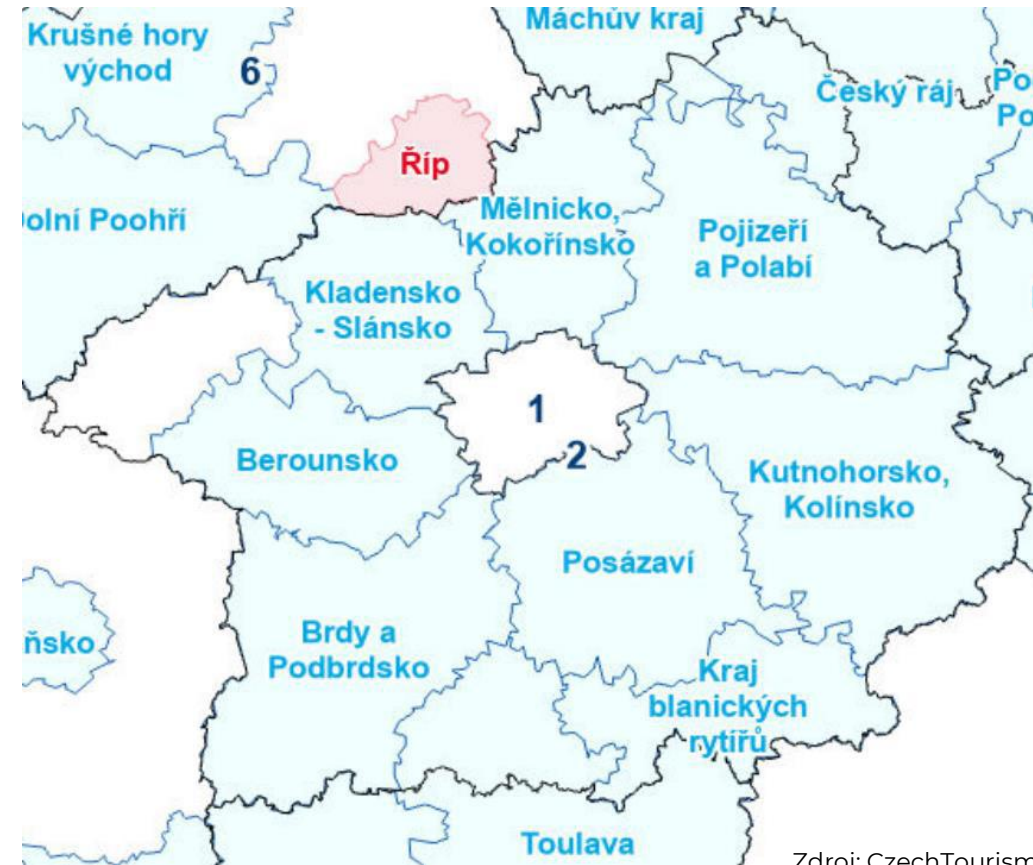 Máchův kraj
Krušné hory
východ
6
Český ráj
Po
Po
Říp
olní Poohří
Mělnicko,
Kokořínsko
Pojizeří
a Polabí
Kladensko
- Slánsko
1
2
Berounsko
Kutnohorsko,
Kolínsko
Posázaví
ňsko
Brdy a
Podbrdsko
Kraj
blanických
rytířů
Toulava
Zdroj: CzechTourism